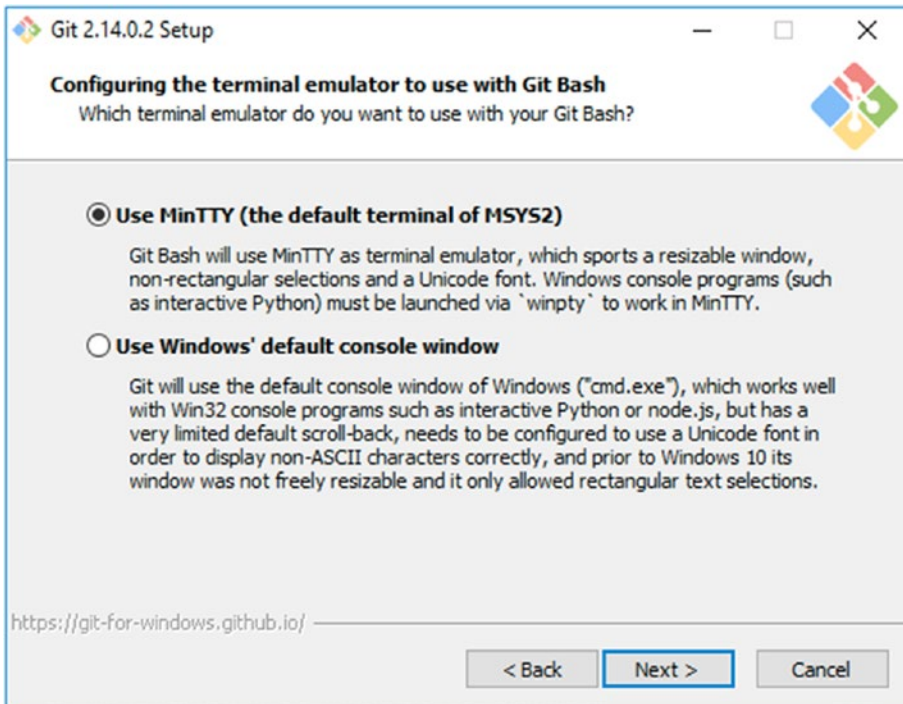 Git 2.14.0.2 Setup
Configuring the terminal emulator to use with Git Bash
Which terminal emulator do you want to use with your Git Bash?
Use MinTTY (the default terminal of MSYS2)
Git Bash will use MinTTY as terminal emulator, which sports a resizable window,
non-rectangular selections and a Unicode font. Windows console programs (such
as interactive Python) must be launched via `winpty` to work in MinTTY.
Use Windows' default console window
Git will use the default console window of Windows ("cmd.exe"), which works well
with Win32 console programs such as interactive Python or node.js, but has a
very limited default scroll-back, needs to be configured to use a Unicode font in
order to display non-ASCII characters correctly, and prior to Windows 10 its
window was not freely resizable and it only allowed rectangular text selections.
https://git-for-windows.github.io/
< Back Next > Cancel